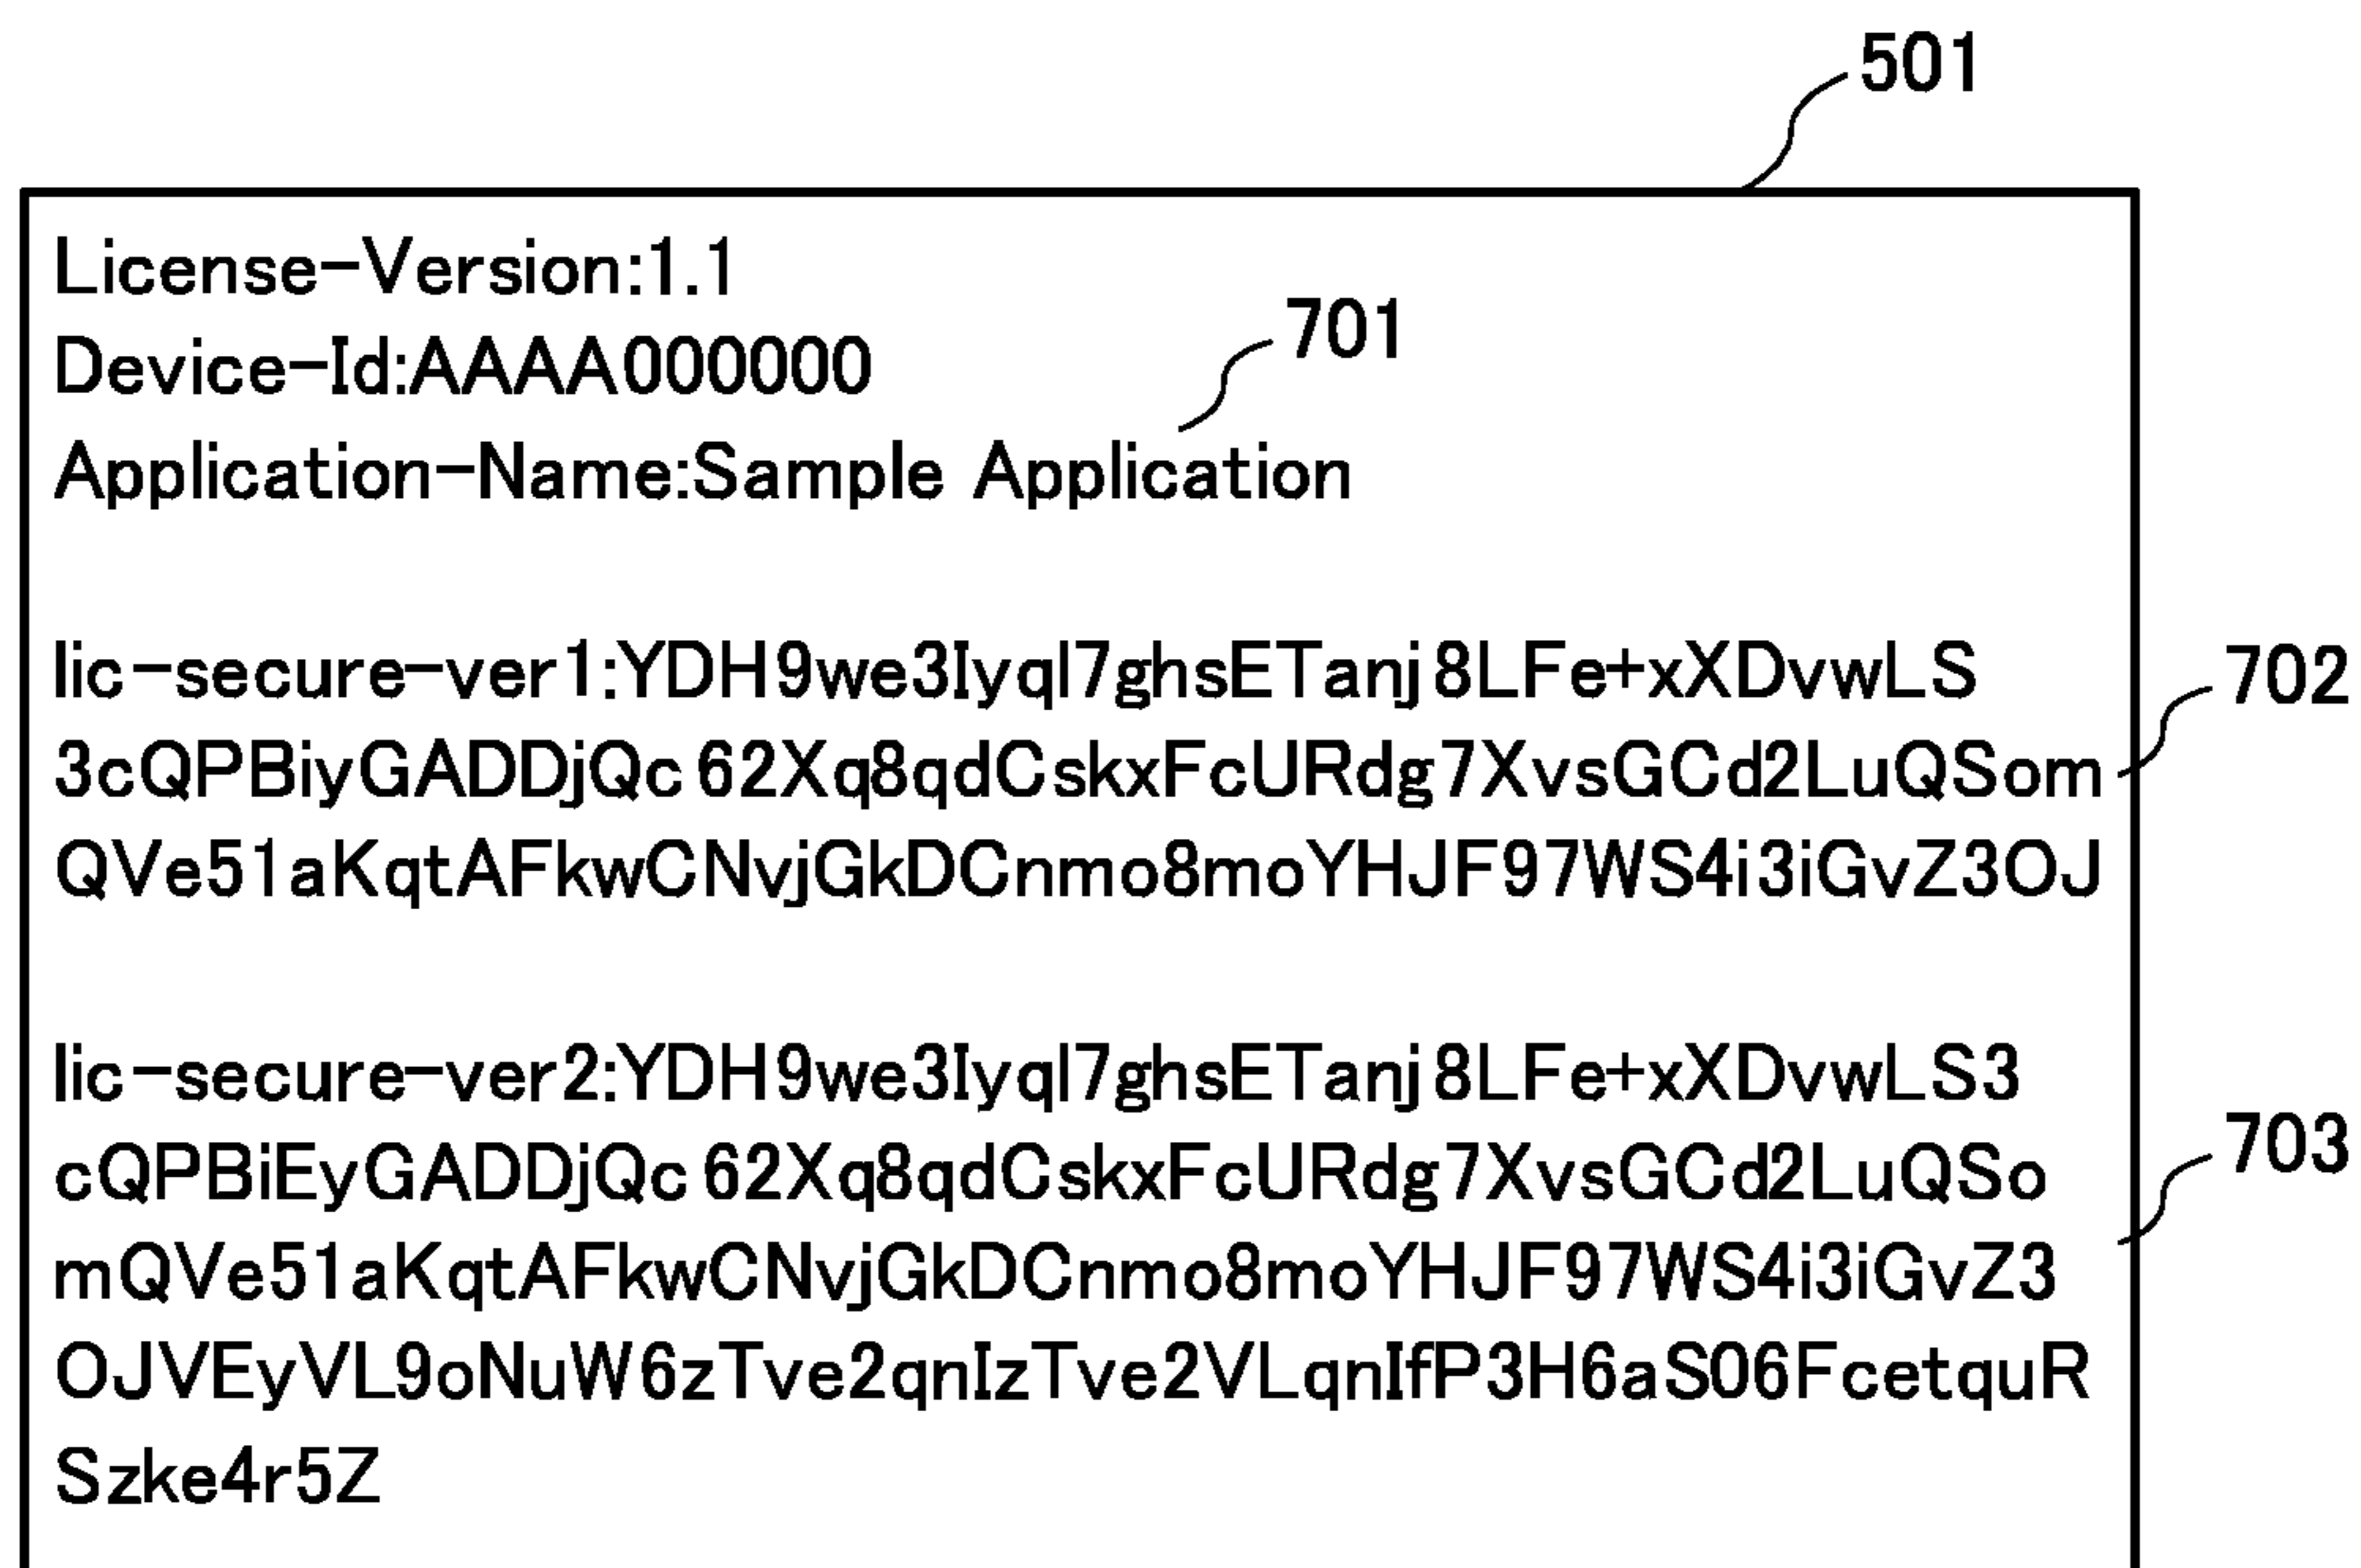 501
License-Version:1.1
701
Device-Id:AAAA000000
Application-Name:Sample Application
lic-secure-ver1:YDH9we3Iyql7ghsETanj8LFe+xXDvwLS
702
3cQPBiyGADDjQc62Xq8qdCskxFcURdg7XvsGCd2LuQSom
QVe51aKqtAFkwCNvjGkDCnmo8moYHJF97WS4i3iGvZ3OJ
lic-secure-ver2:YDH9we3Iyql7ghsETanj8LFe+xXDvwLS3
703
cQPBiEyGADDjQc62Xq8qdCskxFcURdg7XvsGCd2LuQSo
mQVe51aKqtAFkwCNvjGkDCnmo8moYHJF97WS4i3iGvZ3
OJVEyVL9oNuW6zTve2qnIzTve2VLqnIfP3H6aS06FcetquR
Szke4r5Z